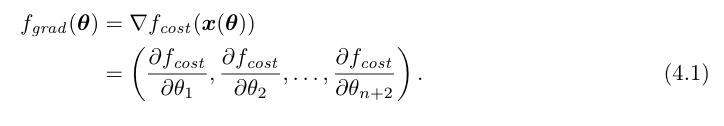 f_{grad}(θ) = ∇f_{cost}(x(θ))
= (∂f_{cost}/∂θ_1, ∂f_{cost}/∂θ_2, …, ∂f_{cost}/∂θ_{n+2}). (4.1)